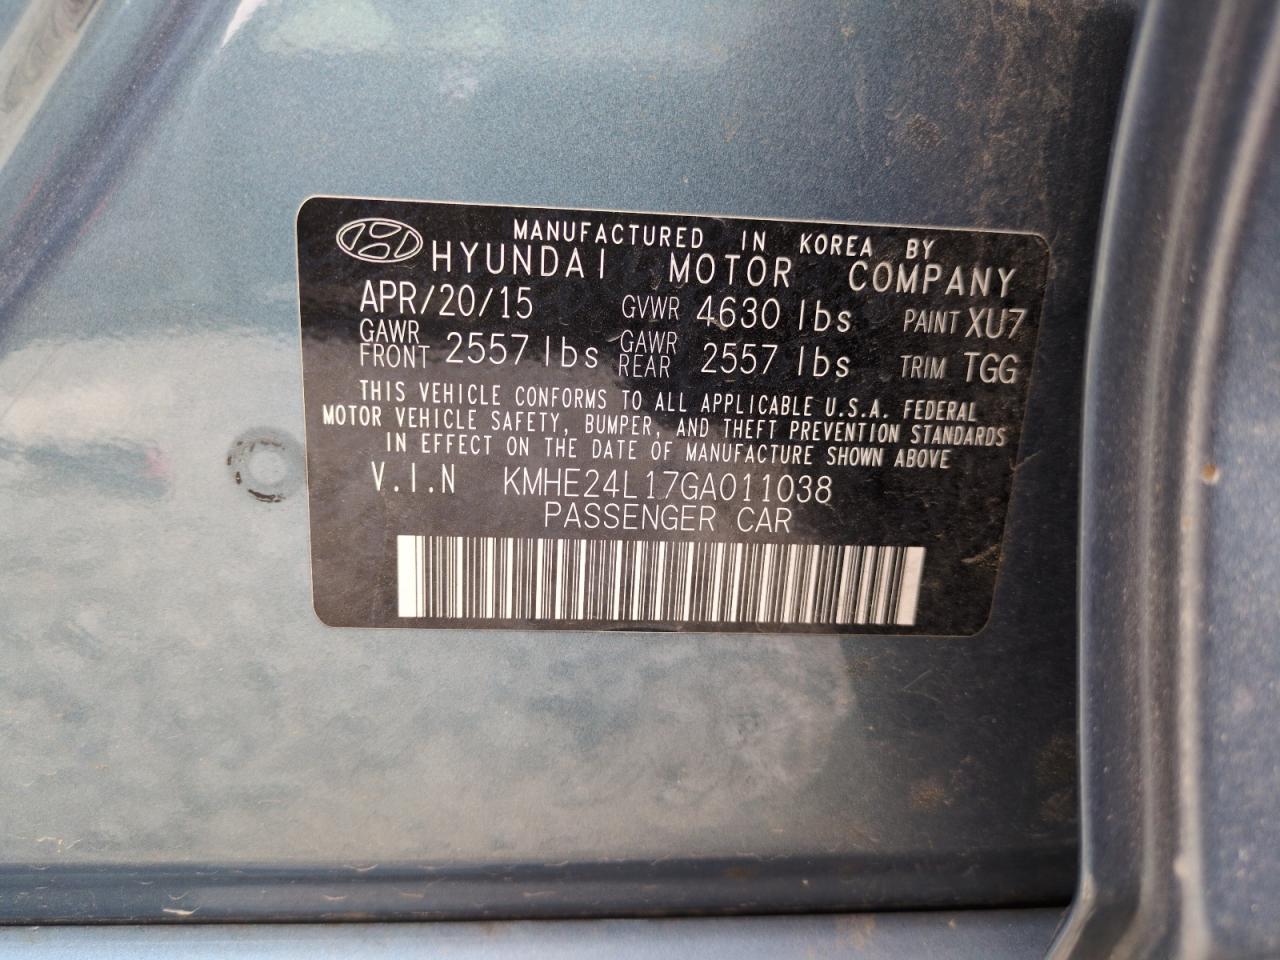 MANUFACTURED IN KOREA BY
HYUNDAI MOTOR COMPANY
APR/20/15 GVWR 4630 lbs PAINT XU7
GAWR FRONT 2557 lbs GAWR REAR 2557 lbs TRIM TGG
THIS VEHICLE CONFORMS TO ALL APPLICABLE U.S.A. FEDERAL
MOTOR VEHICLE SAFETY, BUMPER, AND THEFT PREVENTION STANDARDS
IN EFFECT ON THE DATE OF MANUFACTURE SHOWN ABOVE
V.I.N KMHE24L17GA011038
PASSENGER CAR